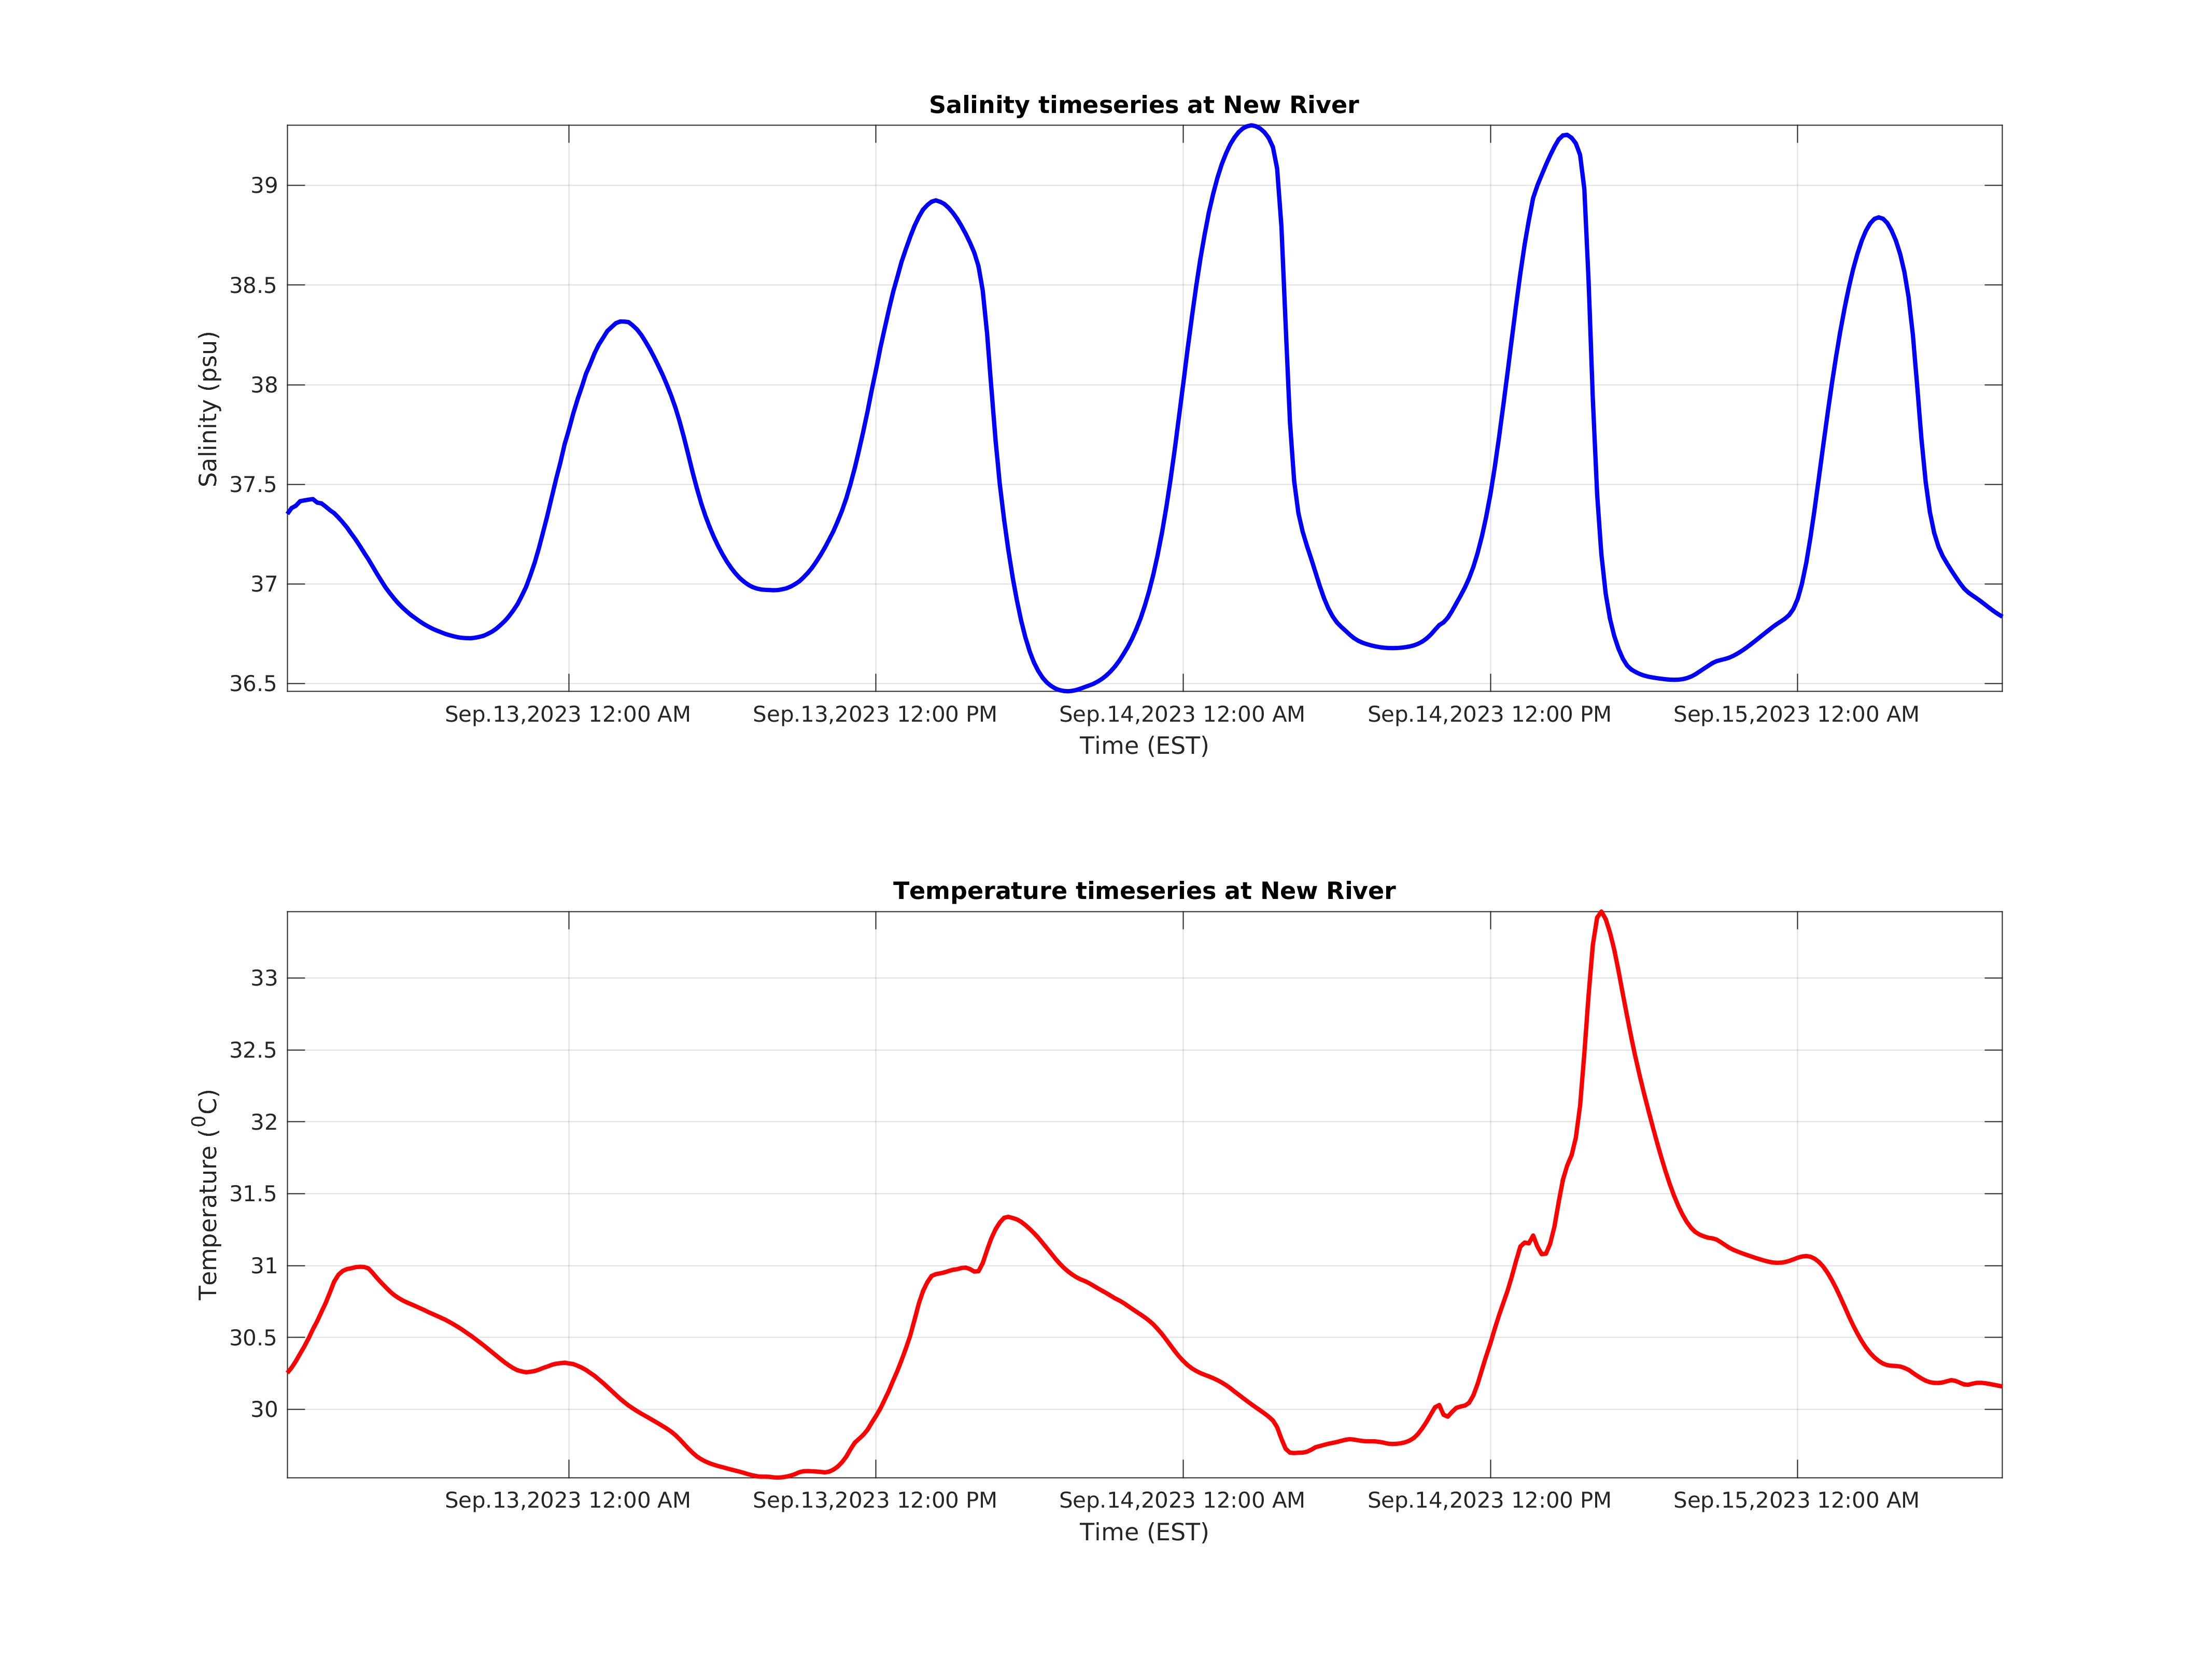 Salinity timeseries at New River
39
38.5
38
37.5
37
36.5
Salinity (psu)
Sep.13,2023 12:00 AM Sep.13,2023 12:00 PM Sep.14,2023 12:00 AM Sep.14,2023 12:00 PM Sep.15,2023 12:00 AM
Time (EST)
Temperature timeseries at New River
33
32.5
32
31.5
31
30.5
30
Temperature (⁰C)
Sep.13,2023 12:00 AM Sep.13,2023 12:00 PM Sep.14,2023 12:00 AM Sep.14,2023 12:00 PM Sep.15,2023 12:00 AM
Time (EST)